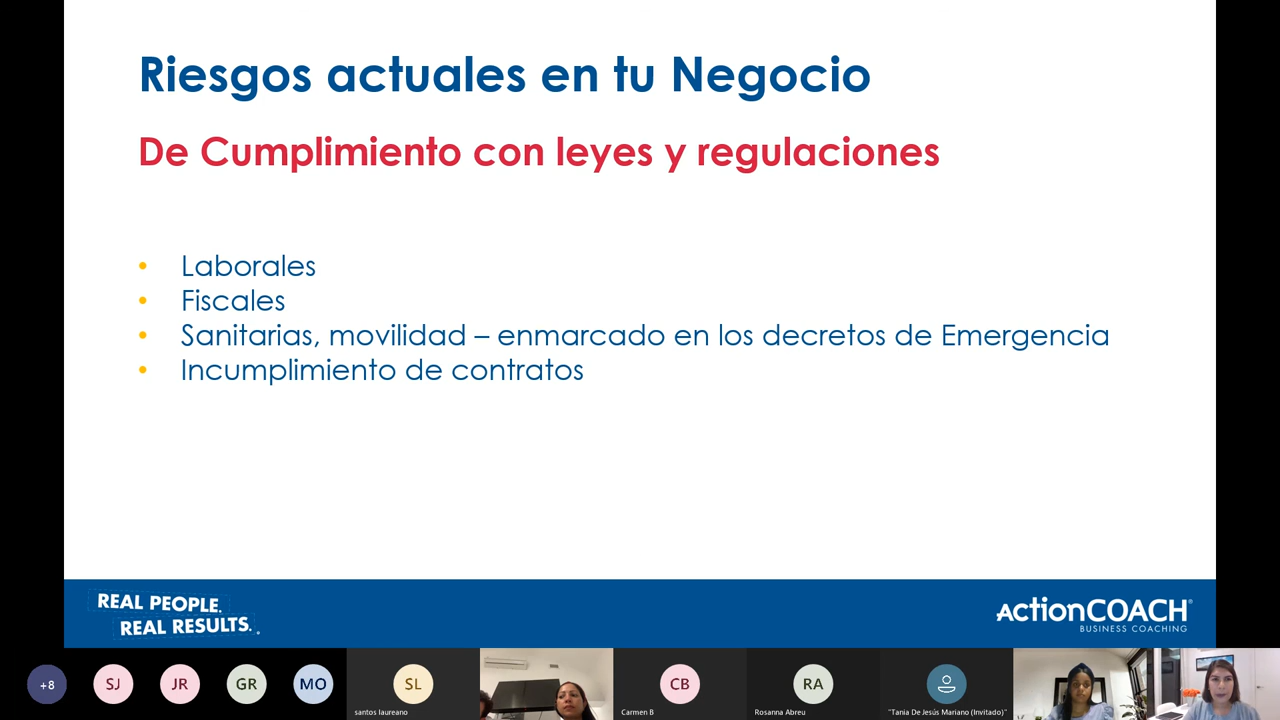 Riesgos actuales en tu Negocio
De Cumplimiento con leyes y regulaciones
• Laborales
• Fiscales
• Sanitarias, movilidad – enmarcado en los decretos de Emergencia
• Incumplimiento de contratos
REAL PEOPLE.
REAL RESULTS.
ActionCOACH®
BUSINESS COACHING
+8
SJ
JR
GR
MO
SL
santos laureano
CB
Carmen B
RA
Rosanna Abreu
"Tania De Jesús Mariano (Invitado)"